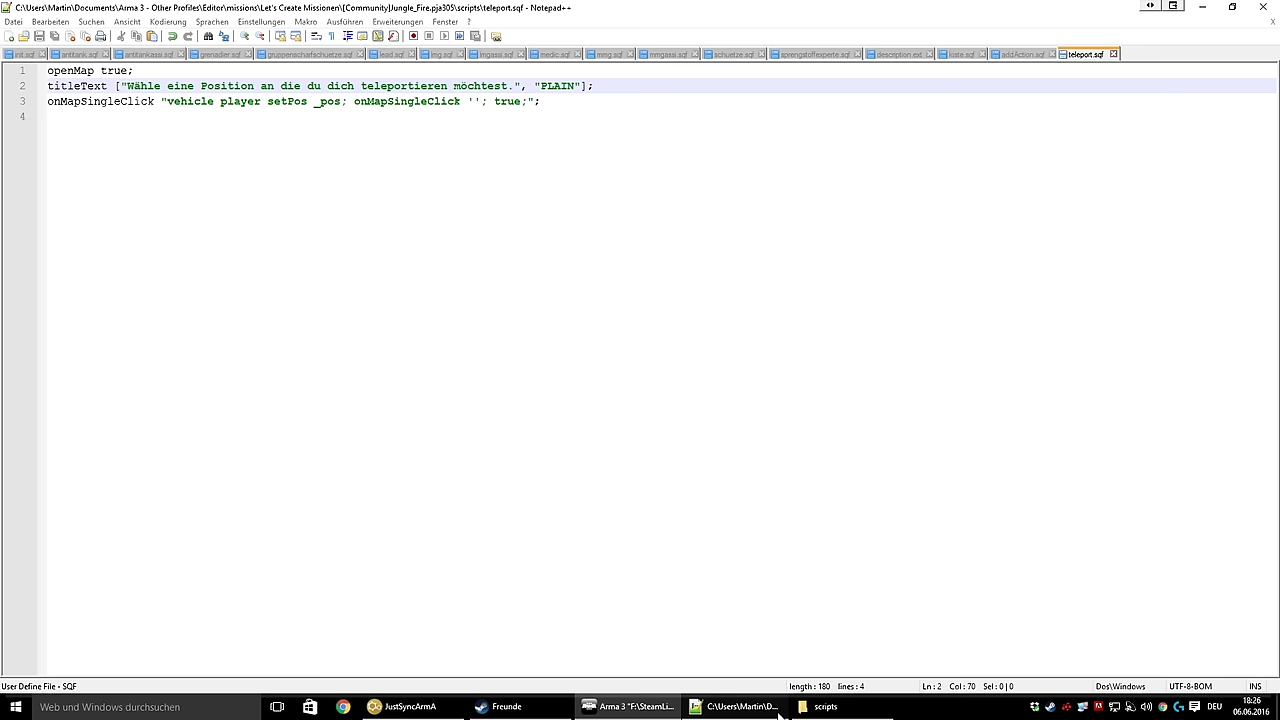 C:\Users\Martin\Documents\Arma 3 - Other Profiles\Editor\missions\Let's Create Missionen\[Community]Jungle_Fire.pja305\scripts\teleport.sqf - Notepad++
Datei Bearbeiten Suchen Ansicht Kodierung Sprachen Einstellungen Makro Ausführen Erweiterungen Fenster ? X
init.sqf antitank.sqf antitankassi.sqf grenadier.sqf gruppenscharfschuetze.sqf lead.sqf lmg.sqf lmgassi.sqf medic.sqf mmg.sqf mmgassi.sqf schuetze.sqf sprengstoffexperte.sqf description.ext kiste.sqf addAction.sqf teleport.sqf
1 openMap true;
2 titleText ["Wähle eine Position an die du dich teleportieren möchtest.", "PLAIN"];
3 onMapSingleClick "vehicle player setPos _pos; onMapSingleClick ''; true;";
4
User Define File - SQF length : 180 lines : 4 Ln : 2 Col : 70 Sel : 0 | 0 Dos\Windows UTF-8-BOM INS
Web und Windows durchsuchen JustSyncArmA Freunde Arma 3 "F:\SteamLi... C:\Users\Martin\D... scripts DEU 18:26
06.06.2016